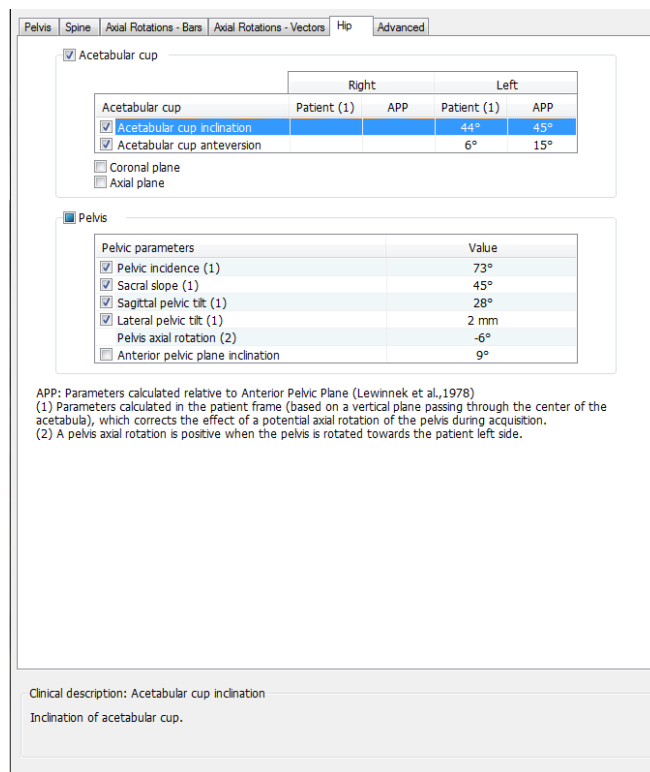 Pelvis Spine Axial Rotations - Bars Axial Rotations - Vectors Hip Advanced
Acetabular cup
Right Left
Acetabular cup Patient (1) APP Patient (1) APP
Acetabular cup inclination 44° 45°
Acetabular cup anteversion 6° 15°
Coronal plane
Axial plane
Pelvis
Pelvic parameters Value
Pelvic incidence (1) 73°
Sacral slope (1) 45°
Sagittal pelvic tilt (1) 28°
Lateral pelvic tilt (1) 2 mm
Pelvis axial rotation (2) -6°
Anterior pelvic plane inclination 9°
APP: Parameters calculated relative to Anterior Pelvic Plane (Lewinnek et al.,1978)
(1) Parameters calculated in the patient frame (based on a vertical plane passing through the center of the
acetabula), which corrects the effect of a potential axial rotation of the pelvis during acquisition.
(2) A pelvis axial rotation is positive when the pelvis is rotated towards the patient left side.
Clinical description: Acetabular cup inclination
Inclination of acetabular cup.